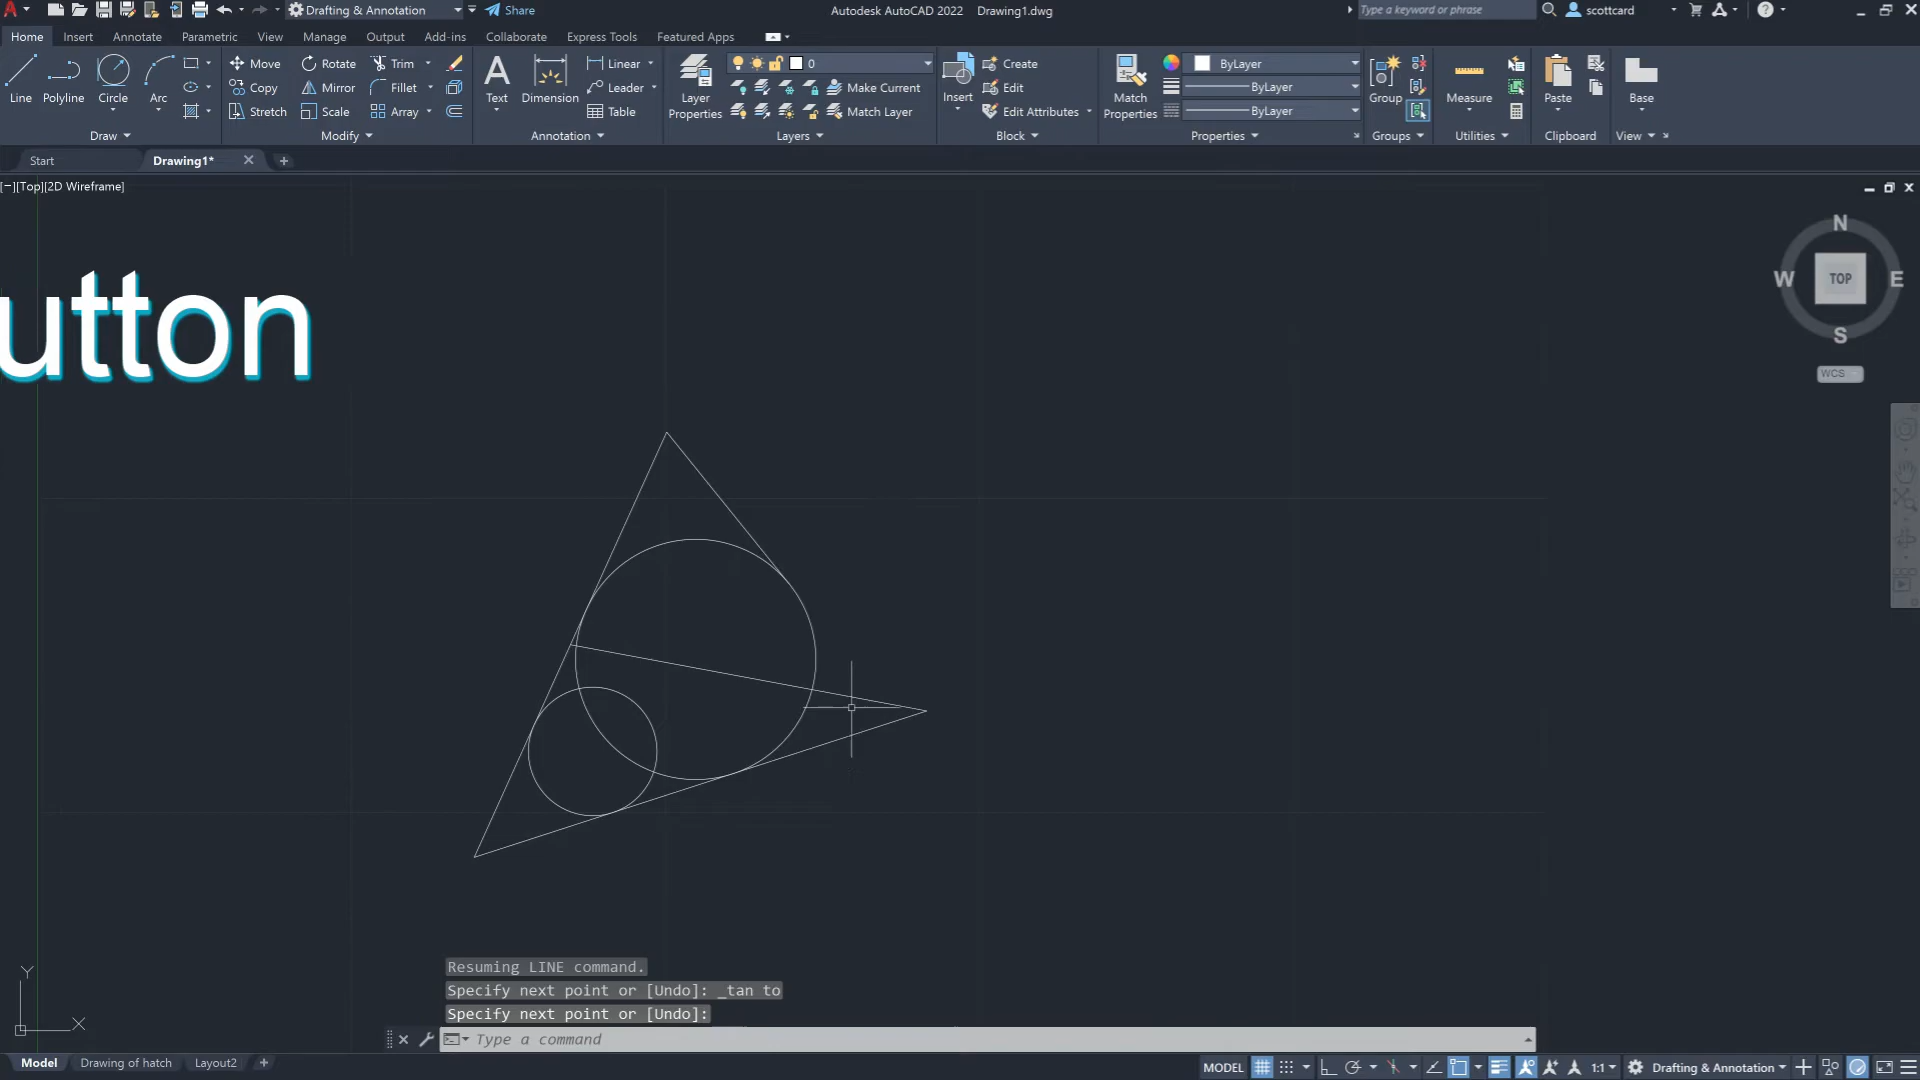 Drafting & Annotation
Share
Autodesk AutoCAD 2022 Drawing1.dwg
Type a keyword or phrase
scottcard
Home Insert Annotate Parametric View Manage Output Add-ins Collaborate Express Tools Featured Apps
Line Polyline Circle Arc
Draw
Move Rotate Trim
Copy Mirror Fillet
Stretch Scale Array
Modify
Text Dimension
Linear
Leader
Table
Annotation
Layer Properties
0
Make Current
Match Layer
Layers
Insert
Create
Edit
Edit Attributes
Block
Match Properties
ByLayer
ByLayer
ByLayer
Properties
Group
Groups
Measure
Utilities
Paste
Clipboard
Base
View
Start Drawing1*
[−][Top][2D Wireframe]
utton
N
W TOP E
S
WCS
Resuming LINE command.
Specify next point or [Undo]: _tan to
Specify next point or [Undo]:
Type a command
Y
X
Model Drawing of hatch Layout2
MODEL
1:1
Drafting & Annotation